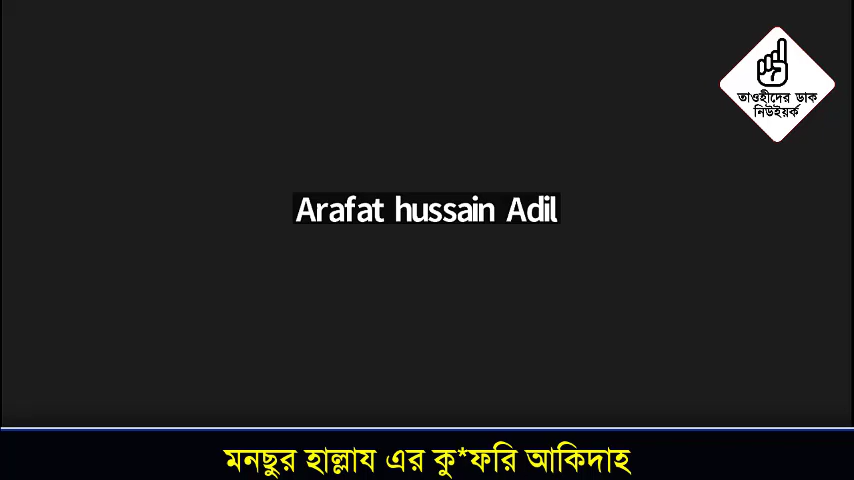 তাওহীদের ডাক
নিউইয়র্ক
Arafat hussain Adil
মনছুর হাল্লায এর কু*ফরি আকিদাহ